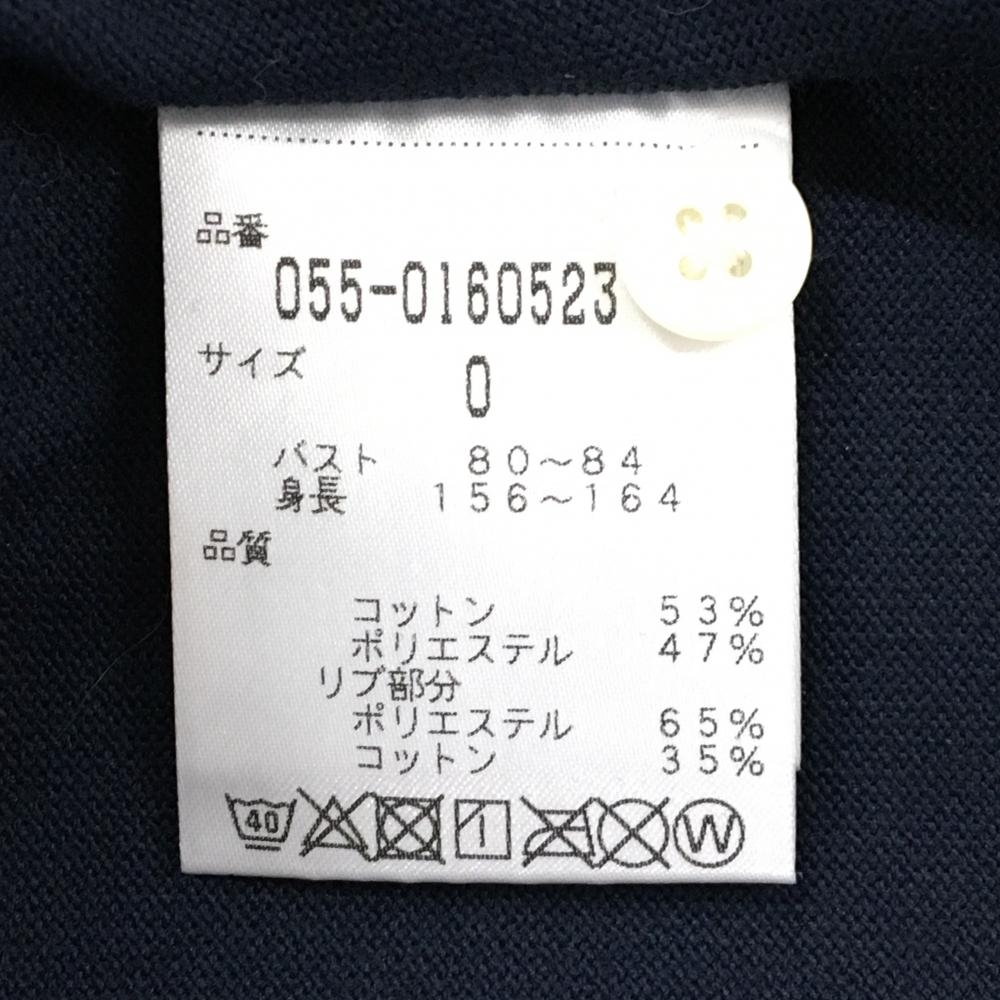 品番
055-0160523
サイズ
0
バスト 80～84
身長 156～164
品質
コットン 53%
ポリエステル 47%
リブ部分
ポリエステル 65%
コットン 35%
40 W